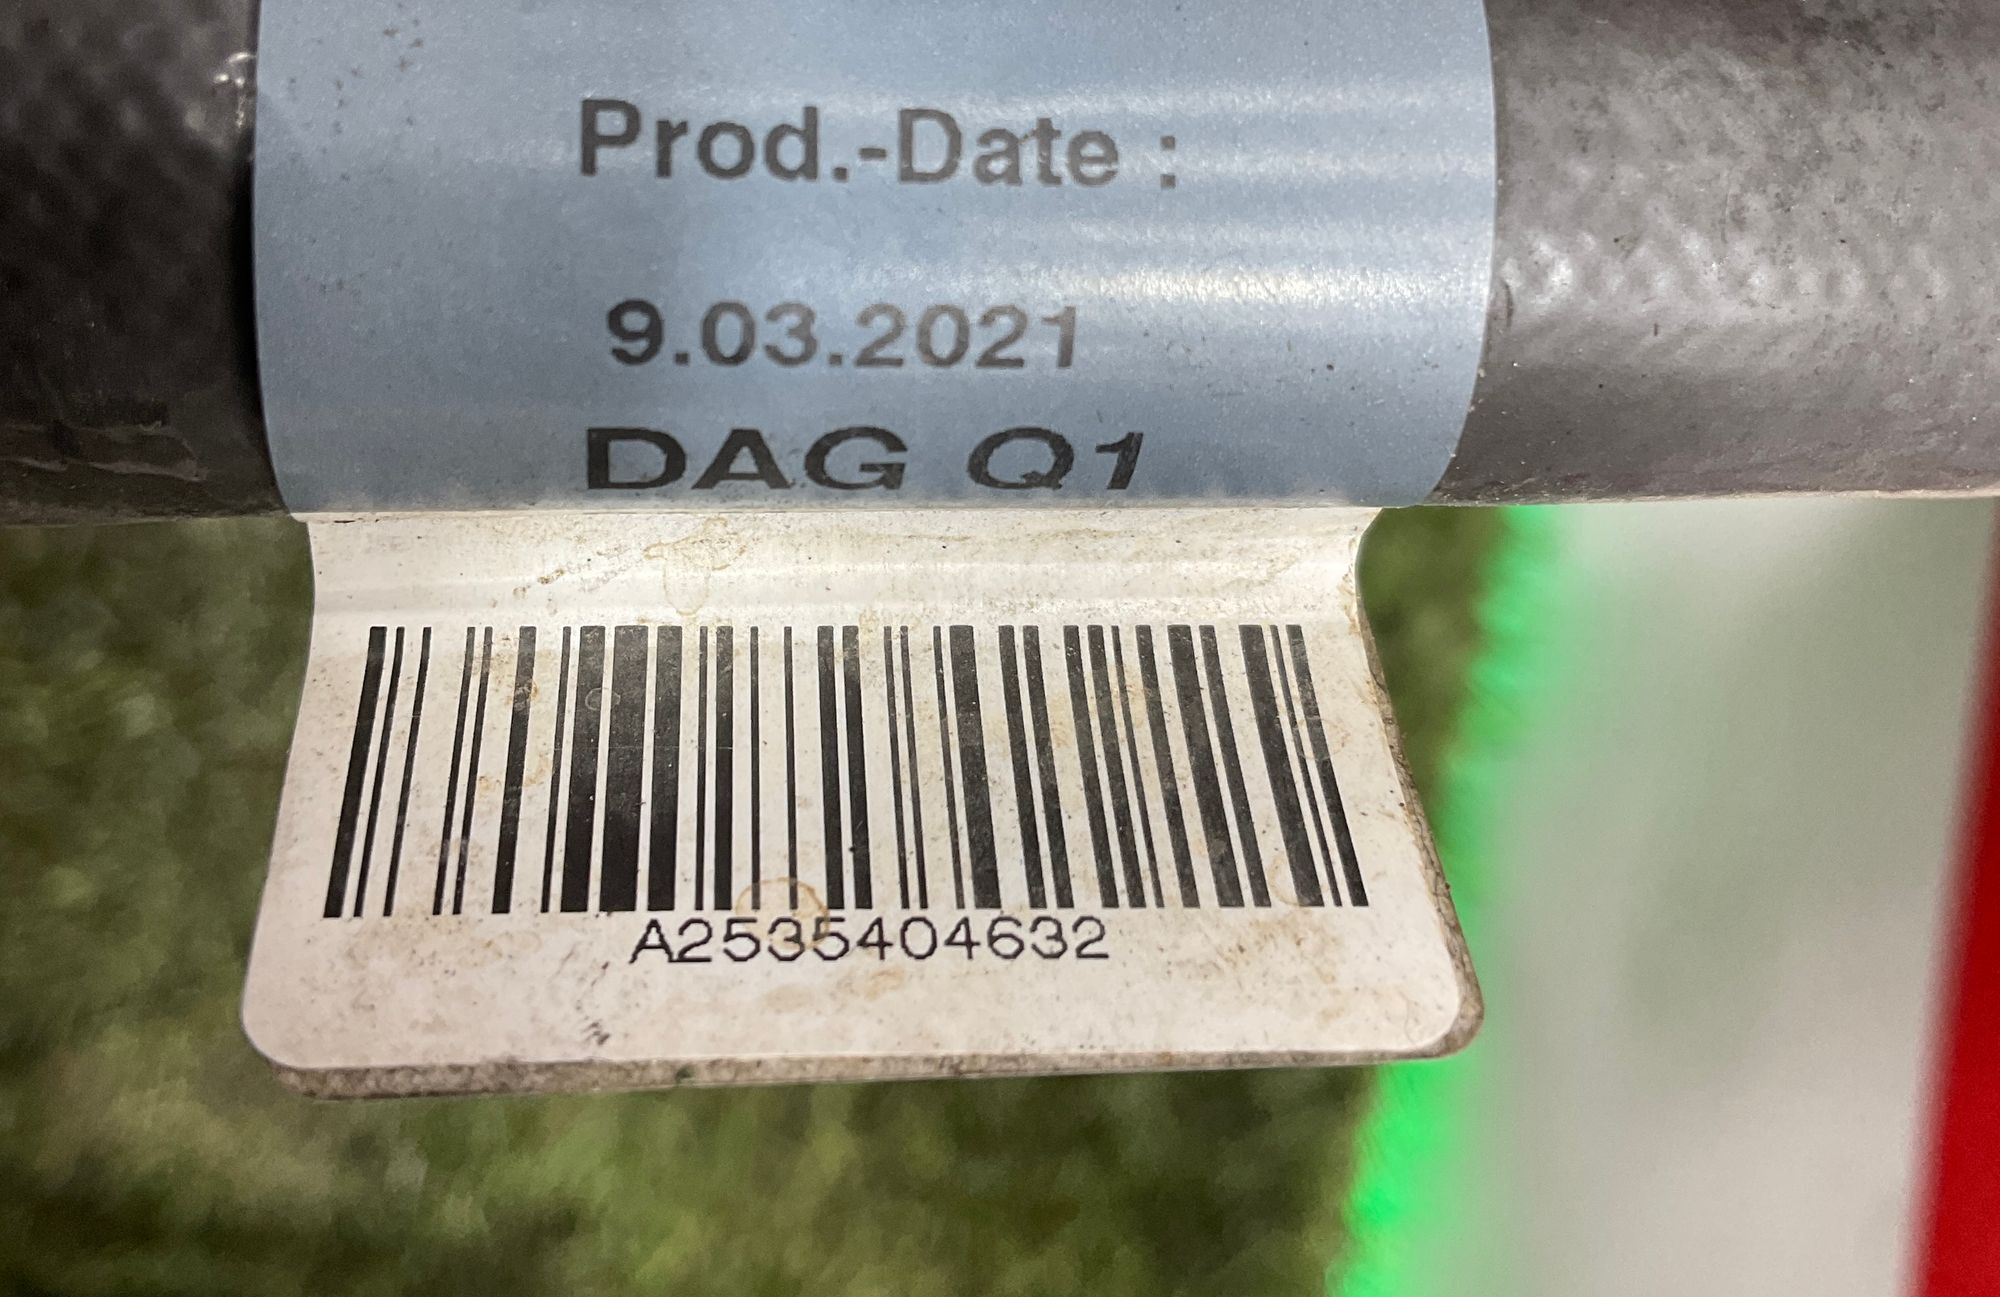 Prod.-Date :
9.03.2021
DAG Q1
A2535404632